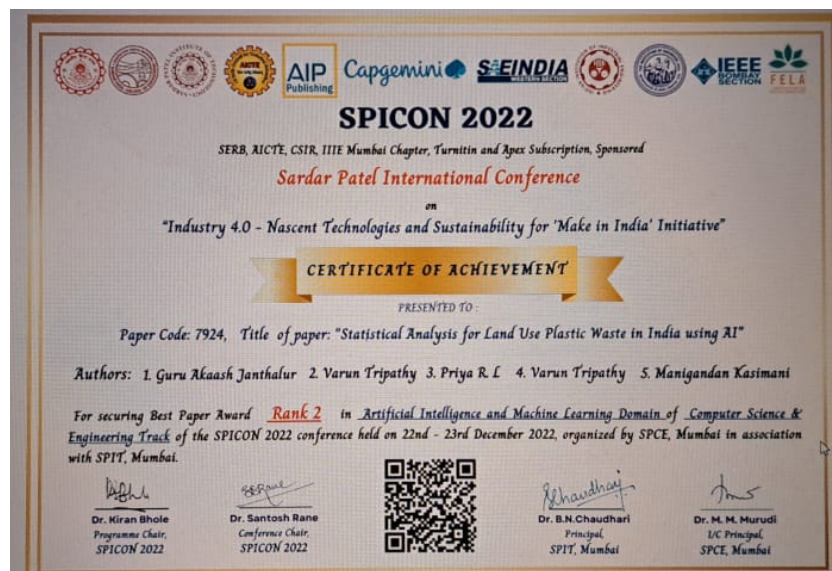 AIP
Publishing
Capgemini
SAEINDIA
WESTERN SECTION
IEEE
BOMBAY
SECTION
FELA
SPICON 2022
SERB, AICTE, CSIR, IIIE Mumbai Chapter, Turnitin and Apex Subscription, Sponsored
Sardar Patel International Conference
on
“Industry 4.0 - Nascent Technologies and Sustainability for 'Make in India' Initiative”
CERTIFICATE OF ACHIEVEMENT
PRESENTED TO :
Paper Code: 7924, Title of paper: "Statistical Analysis for Land Use Plastic Waste in India using AI"
Authors: 1. Guru Akaash Janthalur 2. Varun Tripathy 3. Priya R. L 4. Varun Tripathy 5. Manigandan Kasimani
For securing Best Paper Award Rank 2 in Artificial Intelligence and Machine Learning Domain of Computer Science &
Engineering Track of the SPICON 2022 conference held on 22nd - 23rd December 2022, organized by SPCE, Mumbai in association
with SPIT, Mumbai.
Dr. Kiran Bhole
Programme Chair,
SPICON 2022
Dr. Santosh Rane
Conference Chair,
SPICON 2022
Dr. B.N.Chaudhari
Principal,
SPIT, Mumbai
Dr. M. M. Murudi
I/C Principal,
SPCE, Mumbai